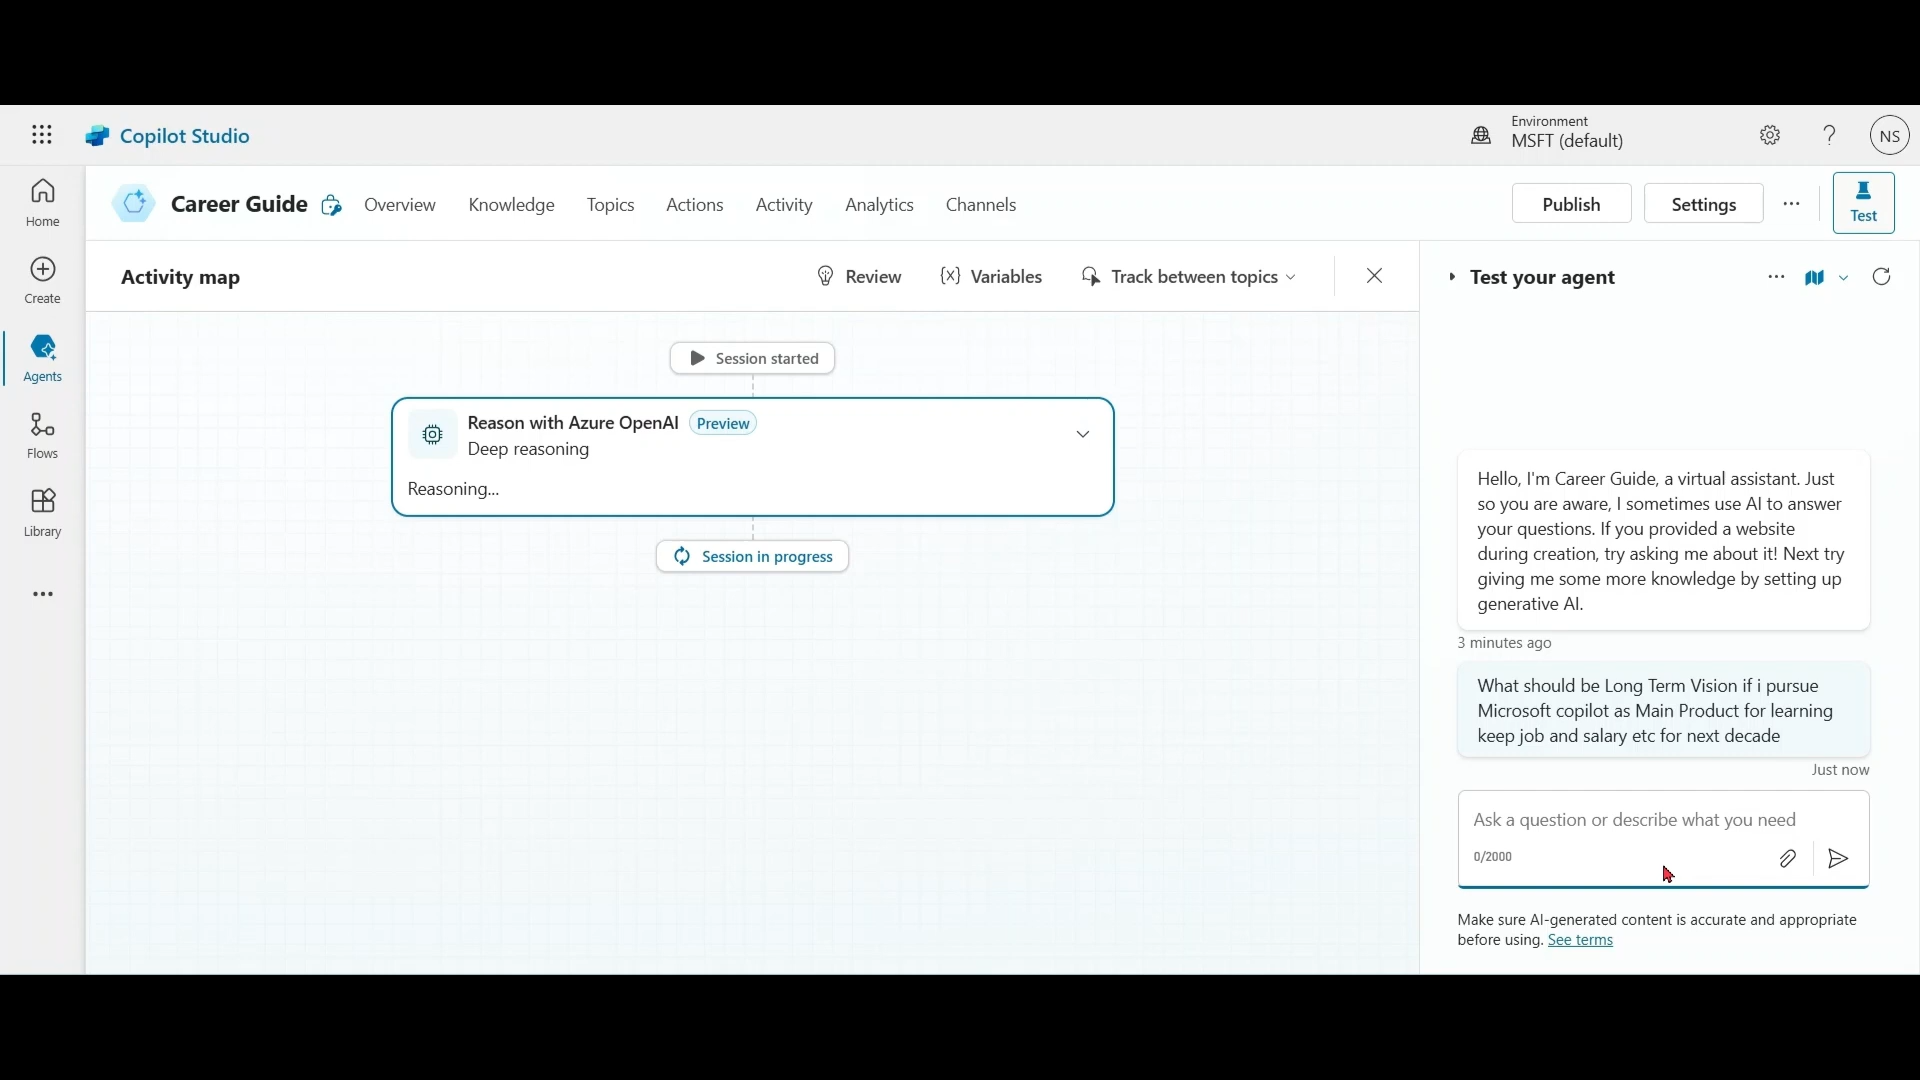 Copilot Studio
Environment
MSFT (default)
NS
Home
Create
Agents
Flows
Library
Career Guide
Overview
Knowledge
Topics
Actions
Activity
Analytics
Channels
Publish
Settings
Test
Activity map
Review
{x} Variables
Track between topics
Session started
Reason with Azure OpenAI Preview
Deep reasoning
Reasoning...
Session in progress
Test your agent
Hello, I'm Career Guide, a virtual assistant. Just
so you are aware, I sometimes use AI to answer
your questions. If you provided a website
during creation, try asking me about it! Next try
giving me some more knowledge by setting up
generative AI.
3 minutes ago
What should be Long Term Vision if i pursue
Microsoft copilot as Main Product for learning
keep job and salary etc for next decade
Just now
Ask a question or describe what you need
0/2000
Make sure AI-generated content is accurate and appropriate
before using. See terms